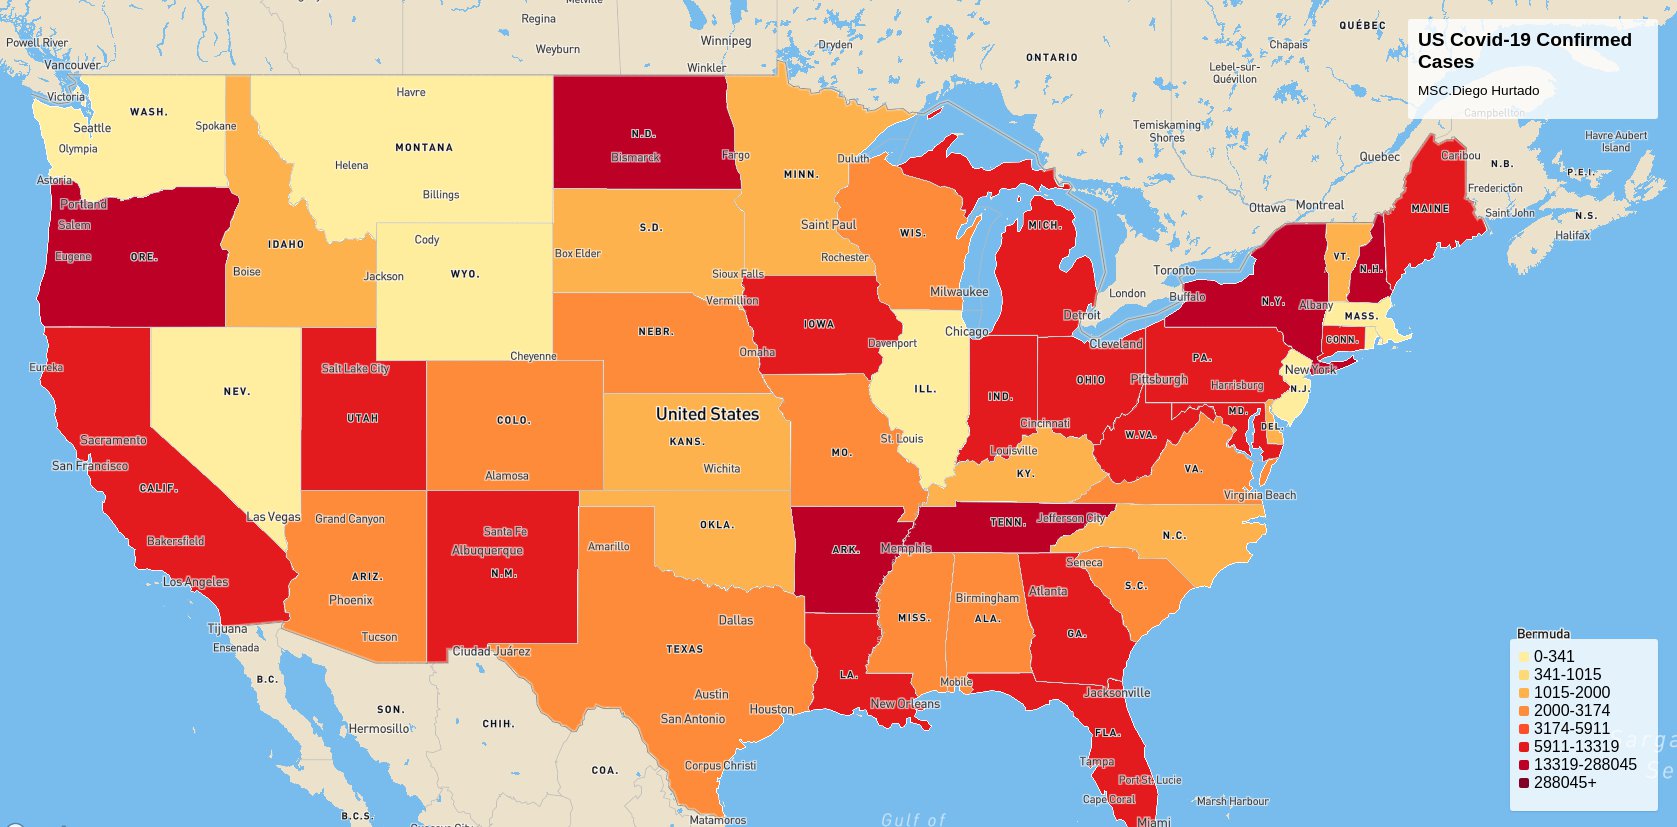 Melville
Regina
Powell River
Winnipeg
Weyburn
Dryden
ONTARIO
Chapais
QUÉBEC
US Covid-19 Confirmed
Cases
MSC.Diego Hurtado
Vancouver
Winkler
Lebel-sur-
Quévillon
Victoria
WASH.
Havre
Campbellton
Seattle
Spokane
Temiskaming
Shores
Havre Aubert
Island
Olympia
MONTANA
N.D.
Bismarck
Fargo
Duluth
Quebec
Caribou
N.B.
Helena
MINN.
P.E.I.
Astoria
Billings
Fredericton
Portland
Ottawa
Montreal
MAINE
Saint John
N.S.
Salem
Saint Paul
WIS.
MICH.
S.D.
Halifax
Eugene
ORE.
IDAHO
Cody
Box Elder
Rochester
VT.
N.H.
Boise
Jackson
WYO.
Sioux Falls
Toronto
Milwaukee
London
Buffalo
Vermillion
N.Y.
Albany
Detroit
MASS.
IOWA
NEBR.
Chicago
Davenport
Cleveland
CONN.
Omaha
Cheyenne
Eureka
Salt Lake City
PA.
New York
NEV.
ILL.
IND.
OHIO
Pittsburgh
Harrisburg
N.J.
UTAH
COLO.
United States
MD.
Cincinnati
W.VA.
DEL.
Sacramento
KANS.
St. Louis
MO.
Louisville
San Francisco
Wichita
KY.
VA.
Alamosa
CALIF.
Virginia Beach
Las Vegas
Grand Canyon
OKLA.
TENN.
Jefferson City
Santa Fe
N.C.
Bakersfield
Albuquerque
Amarillo
ARK.
Memphis
Seneca
N.M.
ARIZ.
Los Angeles
Phoenix
Birmingham
Atlanta
S.C.
MISS.
ALA.
Dallas
Tijuana
Tucson
GA.
Ensenada
Ciudad Juárez
TEXAS
B.C.
LA.
Mobile
Austin
Jacksonville
SON.
Houston
New Orleans
San Antonio
Hermosillo
CHIH.
FLA.
Tampa
Corpus Christi
COA.
Port St. Lucie
Cape Coral
Marsh Harbour
B.C.S.
Matamoros
Gulf of
Miami
Bermuda
0-341
341-1015
1015-2000
2000-3174
3174-5911
5911-13319
13319-288045
288045+